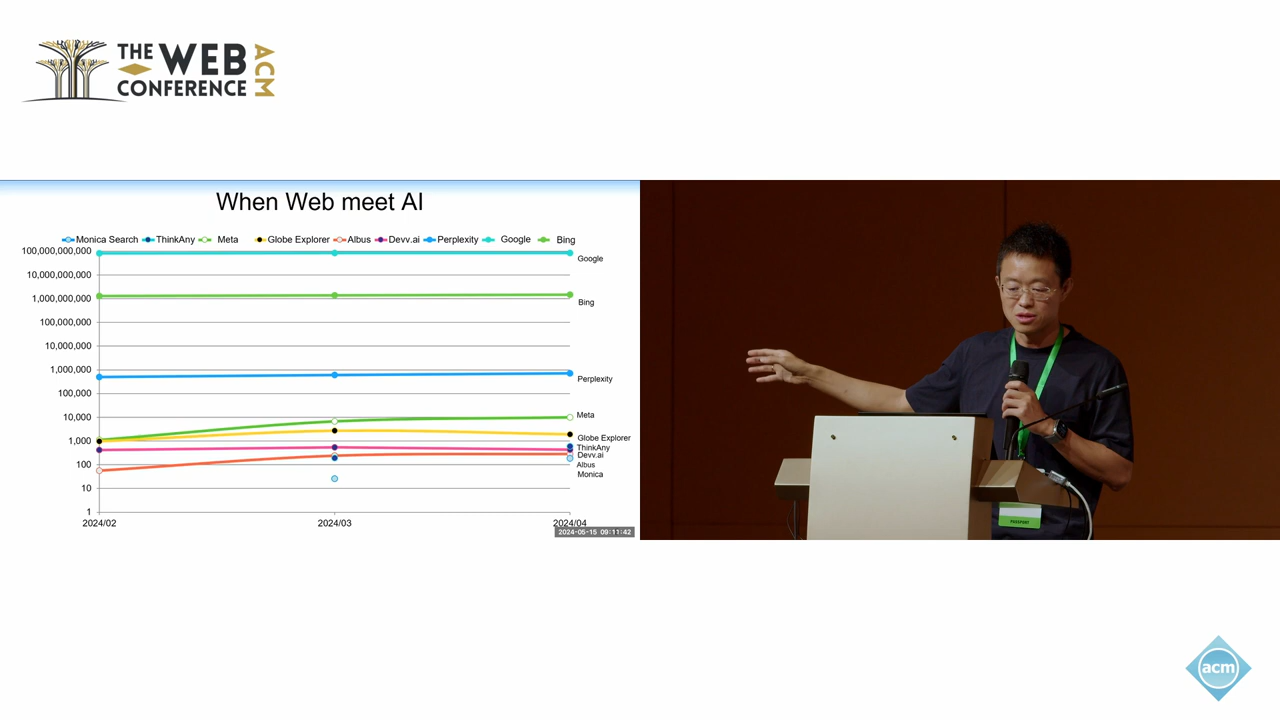 THE WEB CONFERENCE ACM
When Web meet AI
Monica Search ThinkAny Meta Globe Explorer Albus Devv.ai Perplexity Google Bing
100,000,000,000
10,000,000,000
1,000,000,000
100,000,000
10,000,000
1,000,000
100,000
10,000
1,000
100
10
1
Google
Bing
Perplexity
Meta
Globe Explorer
ThinkAny
Devv.ai
Albus
Monica
2024/02 2024/03 2024/04
2024-05-15 09:11:42
PASSPORT
acm